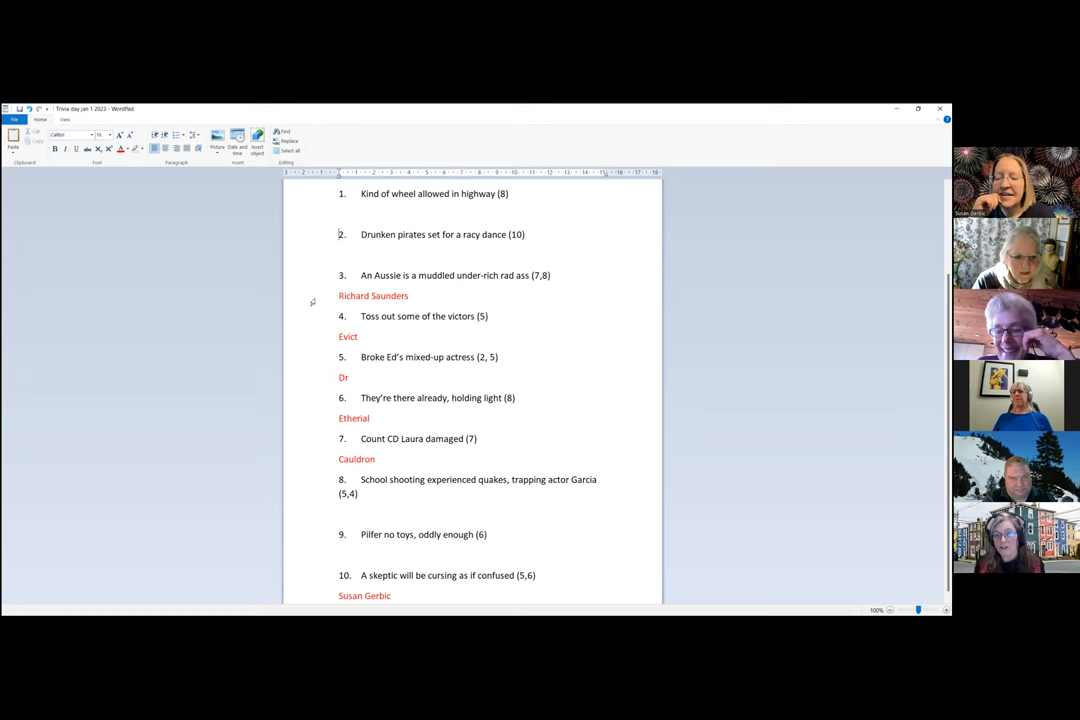 Trivia day jan 1 2023 - WordPad
File Home View
Paste
Cut
Copy
Clipboard
Calibri 16
Font
Paragraph
Picture
Date and time
Insert object
Insert
Find
Replace
Select all
Editing
1. Kind of wheel allowed in highway (8)
2. Drunken pirates set for a racy dance (10)
3. An Aussie is a muddled under-rich rad ass (7,8)
Richard Saunders
4. Toss out some of the victors (5)
Evict
5. Broke Ed's mixed-up actress (2, 5)
Dr
6. They're there already, holding light (8)
Etherial
7. Count CD Laura damaged (7)
Cauldron
8. School shooting experienced quakes, trapping actor Garcia
(5,4)
9. Pilfer no toys, oddly enough (6)
10. A skeptic will be cursing as if confused (5,6)
Susan Gerbic
100%
Susan Gerbic